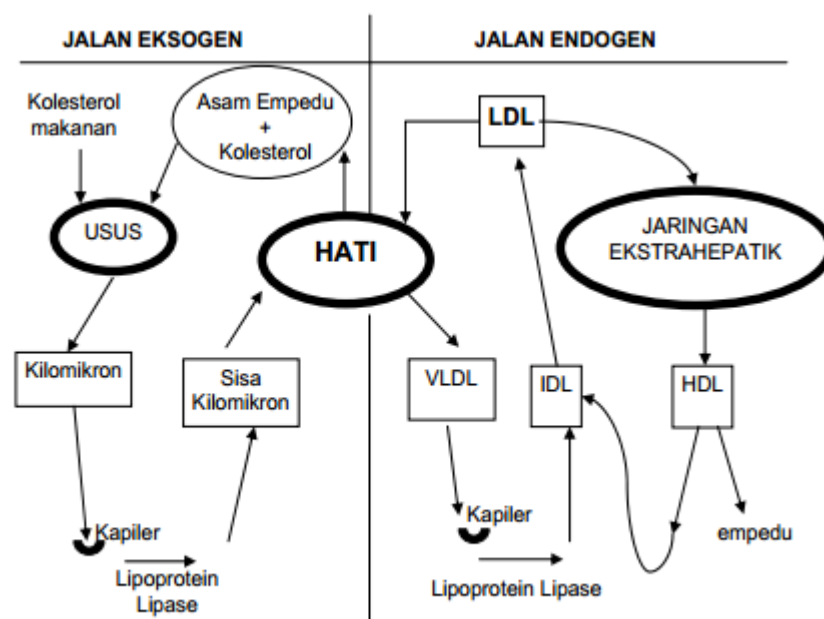 JALAN EKSOGEN
JALAN ENDOGEN
Kolesterol
makanan
Asam Empedu
+
Kolesterol
LDL
USUS
HATI
JARINGAN
EKSTRAHEPATIK
Kilomikron
Sisa
Kilomikron
VLDL
IDL
HDL
Kapiler
Lipoprotein
Lipase
Kapiler
Lipoprotein Lipase
empedu